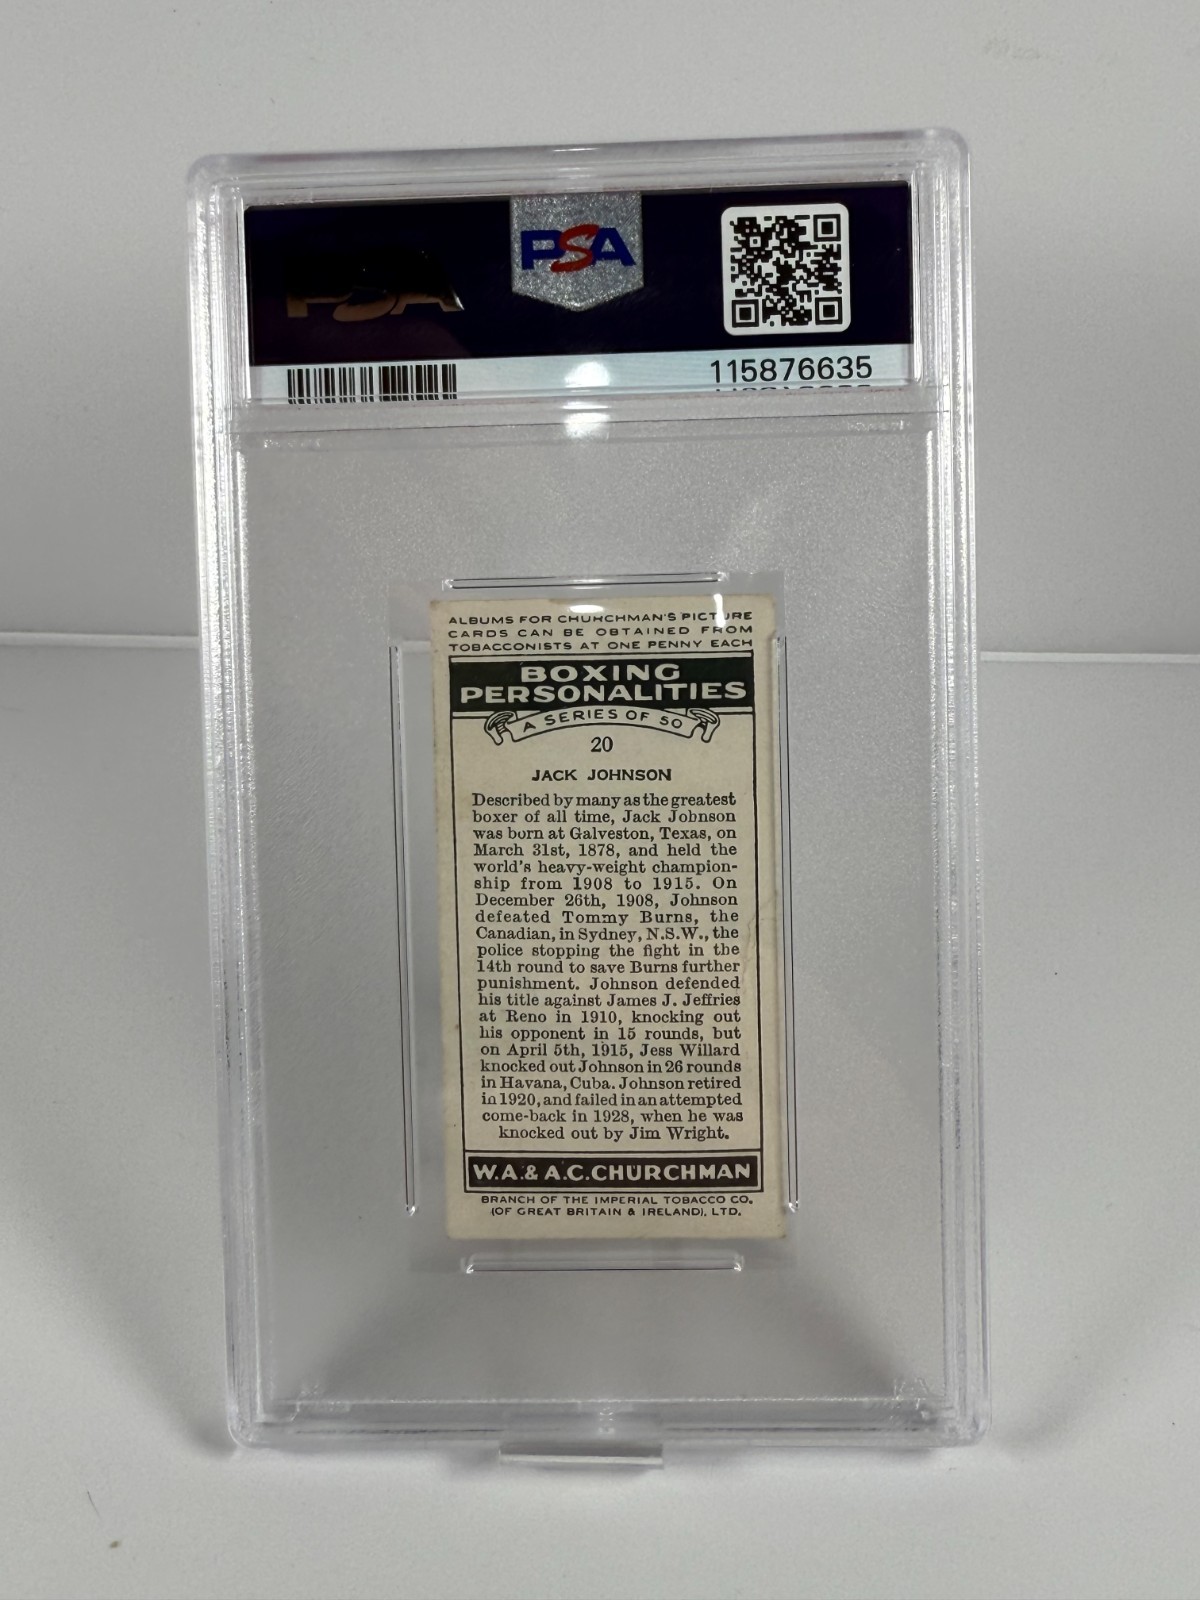 PSA
PSA
115876635
ALBUMS FOR CHURCHMAN'S PICTURE
CARDS CAN BE OBTAINED FROM
TOBACCONISTS AT ONE PENNY EACH
BOXING
PERSONALITIES
A SERIES OF 50
20
JACK JOHNSON
Described by many as the greatest
boxer of all time, Jack Johnson
was born at Galveston, Texas, on
March 31st, 1878, and held the
world's heavy-weight champion-
ship from 1908 to 1915. On
December 26th, 1908, Johnson
defeated Tommy Burns, the
Canadian, in Sydney, N.S.W., the
police stopping the fight in the
14th round to save Burns further
punishment. Johnson defended
his title against James J. Jeffries
at Reno in 1910, knocking out
his opponent in 15 rounds, but
on April 5th, 1915, Jess Willard
knocked out Johnson in 26 rounds
in Havana, Cuba. Johnson retired
in 1920, and failed in an attempted
come-back in 1928, when he was
knocked out by Jim Wright.
W.A. & A.C. CHURCHMAN
BRANCH OF THE IMPERIAL TOBACCO CO.
(OF GREAT BRITAIN & IRELAND), LTD.